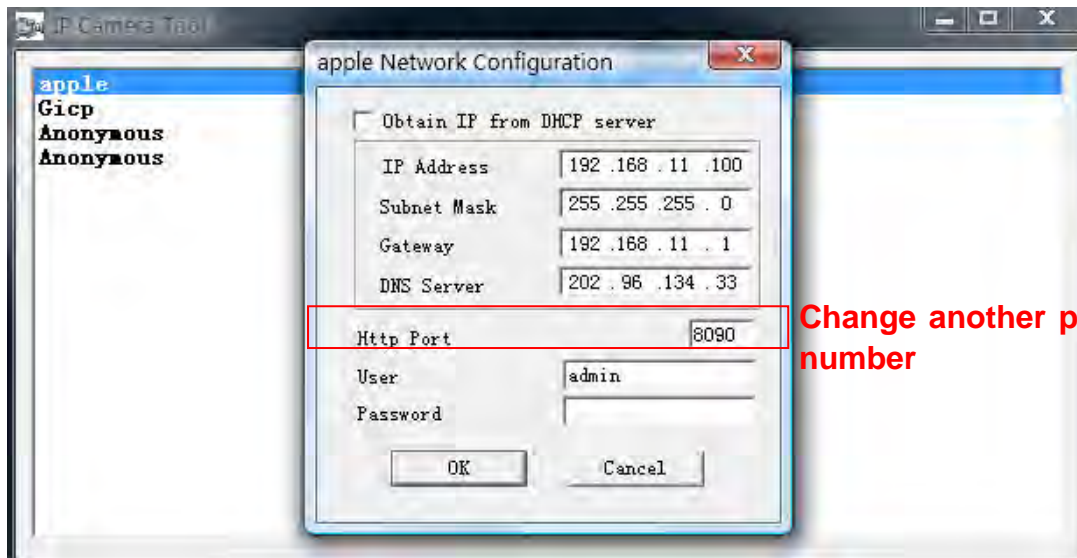 IP Camera Tool
apple Network Configuration
apple
Gicp
Anonymous
Anonymous
Obtain IP from DHCP server
IP Address 192 .168 . 11 .100
Subnet Mask 255 .255 .255 . 0
Gateway 192 .168 . 11 . 1
DNS Server 202 . 96 .134 . 33
Http Port 8090
User admin
Password
OK Cancel
Change another p
number